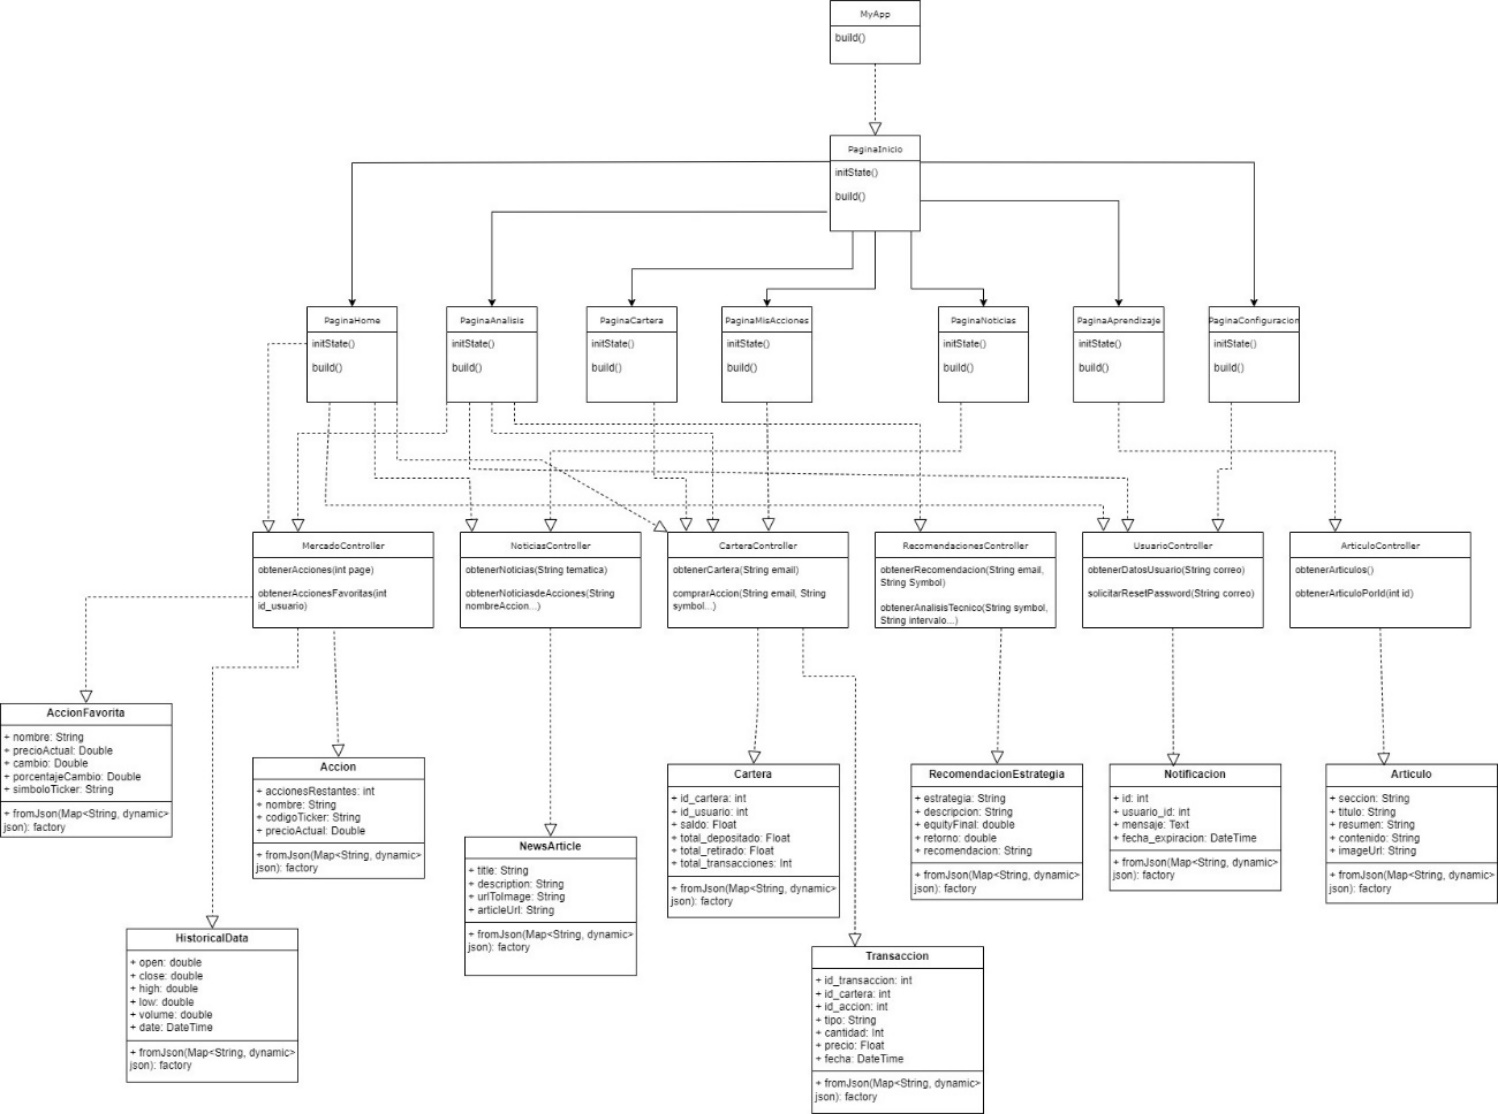 MyApp
build()
PaginaInicio
initState()
build()
PaginaHome
initState()
build()
PaginaAnalisis
initState()
build()
PaginaCartera
initState()
build()
PaginaMisAcciones
initState()
build()
PaginaNoticias
initState()
build()
PaginaAprendizaje
initState()
build()
PaginaConfiguracion
initState()
build()
MercadoController
obtenerAcciones(int page)
obtenerAccionesFavoritas(int
id_usuario)
NoticiasController
obtenerNoticias(String tematica)
obtenerNoticiasdeAcciones(String
nombreAccion...)
CarteraController
obtenerCartera(String email)
comprarAccion(String email, String
symbol...)
RecomendacionesController
obtenerRecomendacion(String email,
String Symbol)
obtenerAnalisisTecnico(String symbol,
String intervalo...)
UsuarioController
obtenerDatosUsuario(String correo)
solicitarResetPassword(String correo)
ArticuloController
obtenerArticulos()
obtenerArticuloPorId(int id)
AccionFavorita
+ nombre: String
+ precioActual: Double
+ cambio: Double
+ porcentajeCambio: Double
+ simboloTicker: String
+ fromJson(Map<String, dynamic>
json): factory
Accion
+ accionesRestantes: int
+ nombre: String
+ codigoTicker: String
+ precioActual: Double
+ fromJson(Map<String, dynamic>
json): factory
HistoricalData
+ open: double
+ close: double
+ high: double
+ low: double
+ volume: double
+ date: DateTime
+ fromJson(Map<String, dynamic>
json): factory
NewsArticle
+ title: String
+ description: String
+ urlToImage: String
+ articleUrl: String
+ fromJson(Map<String, dynamic>
json): factory
Cartera
+ id_cartera: int
+ id_usuario: int
+ saldo: Float
+ total_depositado: Float
+ total_retirado: Float
+ total_transacciones: Int
+ fromJson(Map<String, dynamic>
json): factory
Transaccion
+ id_transaccion: int
+ id_cartera: int
+ id_accion: int
+ tipo: String
+ cantidad: Int
+ precio: Float
+ fecha: DateTime
+ fromJson(Map<String, dynamic>
json): factory
RecomendacionEstrategia
+ estrategia: String
+ descripcion: String
+ equityFinal: double
+ retorno: double
+ recomendacion: String
+ fromJson(Map<String, dynamic>
json): factory
Notificacion
+ id: int
+ usuario_id: int
+ mensaje: Text
+ fecha_expiracion: DateTime
+ fromJson(Map<String, dynamic>
json): factory
Articulo
+ seccion: String
+ titulo: String
+ resumen: String
+ contenido: String
+ imageUrl: String
+ fromJson(Map<String, dynamic>
json): factory